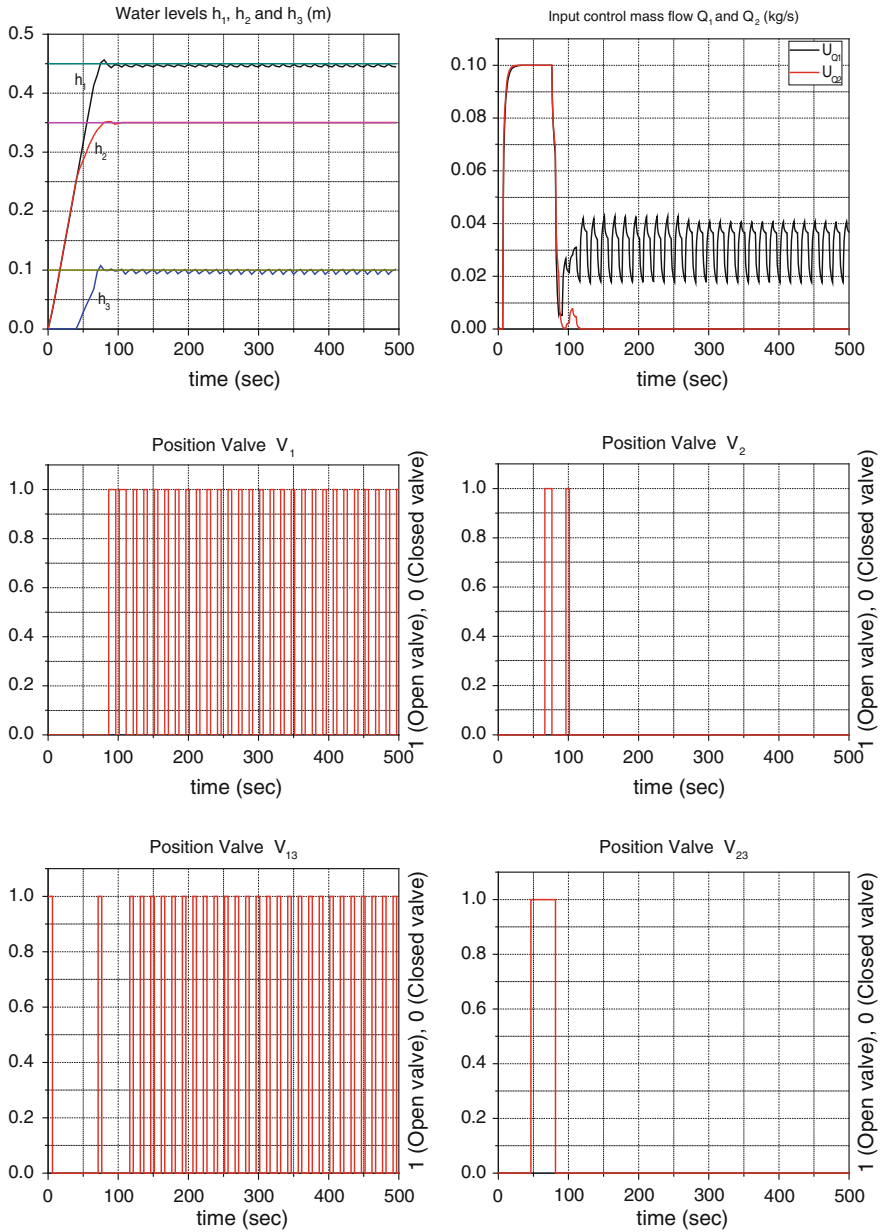 Water levels h₁, h₂ and h₃ (m)
0.5
0.4
0.3
0.2
0.1
0.0
h₁
h₂
h₃
0 100 200 300 400 500
time (sec)
Input control mass flow Q₁ and Q₂ (kg/s)
U_Q1
U_Q2
0.10
0.08
0.06
0.04
0.02
0.00
0 100 200 300 400 500
time (sec)
Position Valve V₁
1.0
0.8
0.6
0.4
0.2
0.0
0 100 200 300 400 500
time (sec)
1 (Open valve), 0 (Closed valve)
Position Valve V₂
1.0
0.8
0.6
0.4
0.2
0.0
0 100 200 300 400 500
time (sec)
1 (Open valve), 0 (Closed valve)
Position Valve V₁₃
1.0
0.8
0.6
0.4
0.2
0.0
0 100 200 300 400 500
time (sec)
1 (Open valve), 0 (Closed valve)
Position Valve V₂₃
1.0
0.8
0.6
0.4
0.2
0.0
0 100 200 300 400 500
time (sec)
1 (Open valve), 0 (Closed valve)